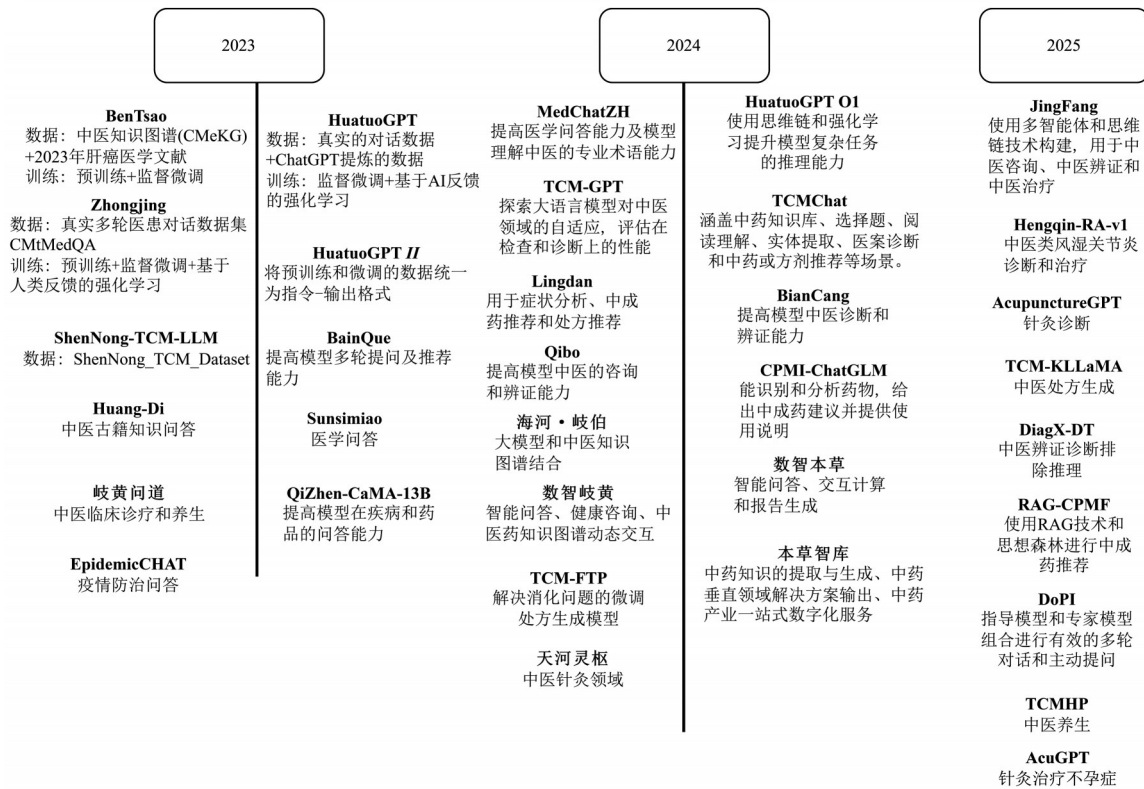 2023
BenTsao
数据：中医知识图谱(CMeKG)
+2023年肝癌医学文献
训练：预训练+监督微调
Zhongjing
数据：真实多轮医患对话数据集
CMtMedQA
训练：预训练+监督微调+基于
人类反馈的强化学习
ShenNong-TCM-LLM
数据：ShenNong_TCM_Dataset
Huang-Di
中医古籍知识问答
岐黄问道
中医临床诊疗和养生
EpidemicCHAT
疫情防治问答
HuatuoGPT
数据：真实的对话数据
+ChatGPT提炼的数据
训练：监督微调+基于AI反馈
的强化学习
HuatuoGPT II
将预训练和微调的数据统一
为指令-输出格式
BainQue
提高模型多轮提问及推荐
能力
Sunsimiao
医学问答
QiZhen-CaMA-13B
提高模型在疾病和药
品的问答能力
2024
MedChatZH
提高医学问答能力及模型
理解中医的专业术语能力
TCM-GPT
探索大语言模型对中医
领域的自适应，评估在
检查和诊断上的性能
Lingdan
用于症状分析、中成
药推荐和处方推荐
Qibo
提高模型中医的咨询
和辨证能力
海河·岐伯
大模型和中医知识
图谱结合
数智岐黄
智能问答、健康咨询、中
医药知识图谱动态交互
TCM-FTP
解决消化问题的微调
处方生成模型
天河灵枢
中医针灸领域
HuatuoGPT O1
使用思维链和强化学
习提升模型复杂任务
的推理能力
TCMChat
涵盖中药知识库、选择题、阅
读理解、实体提取、医案诊断
和中药或方剂推荐等场景。
BianCang
提高模型中医诊断和
辨证能力
CPMI-ChatGLM
能识别和分析药物，给
出中成药建议并提供使
用说明
数智本草
智能问答、交互计算
和报告生成
本草智库
中药知识的提取与生成、中药
垂直领域解决方案输出、中药
产业一站式数字化服务
2025
JingFang
使用多智能体和思维
链技术构建，用于中
医咨询、中医辨证和
中医治疗
Hengqin-RA-v1
中医类风湿关节炎
诊断和治疗
AcupunctureGPT
针灸诊断
TCM-KLLaMA
中医处方生成
DiagX-DT
中医辨证诊断排
除推理
RAG-CPMF
使用RAG技术和
思想森林进行中成
药推荐
DoPI
指导模型和专家模型
组合进行有效的多轮
对话和主动提问
TCMHP
中医养生
AcuGPT
针灸治疗不孕症